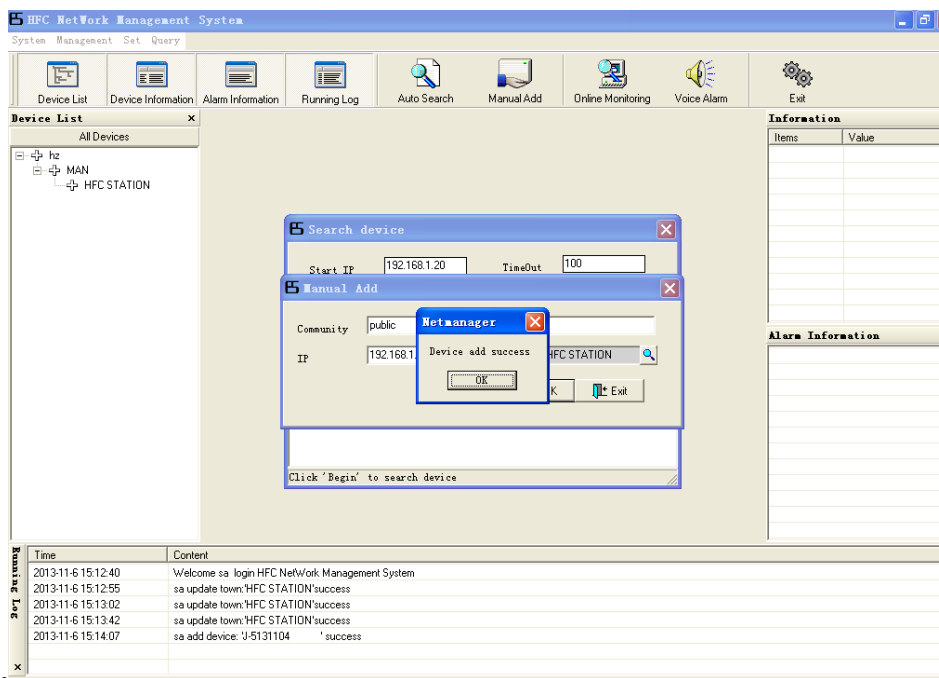 HFC NetWork Management System
System Management Set Query
Device List Device Information Alarm Information Running Log Auto Search Manual Add Online Monitoring Voice Alarm Exit
Device List x
All Devices
hz
MAN
HFC STATION
Information
Items Value
Search device
Start IP 192.168.1.20 TimeOut 100
Manual Add
Community public
IP 192.168.1. HFC STATION
K Exit
Netmanager
Device add success
OK
Click 'Begin' to search device
Alarm Information
Running Log x
Time Content
2013-11-6 15:12:40 Welcome sa login HFC NetWork Management System
2013-11-6 15:12:55 sa update town:'HFC STATION'success
2013-11-6 15:13:02 sa update town:'HFC STATION'success
2013-11-6 15:13:42 sa update town:'HFC STATION'success
2013-11-6 15:14:07 sa add device: 'J-5131104 ' success